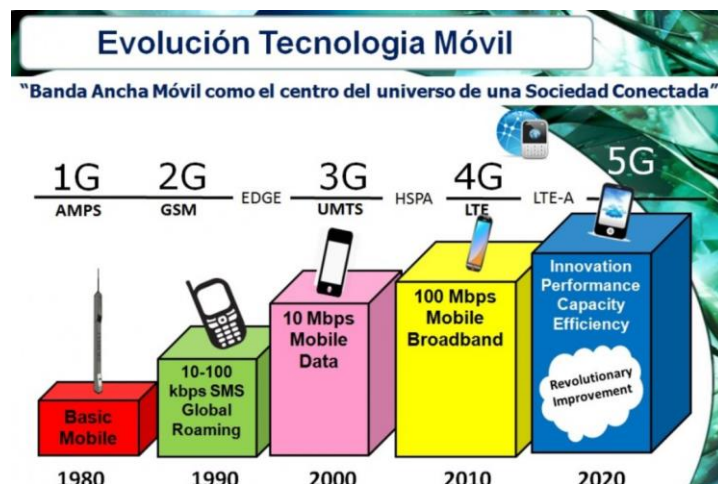 Evolución Tecnologia Móvil
“Banda Ancha Móvil como el centro del universo de una Sociedad Conectada”
1G 2G 3G 4G 5G
EDGE HSPA LTE-A
AMPS GSM UMTS LTE
Basic
Mobile
10-100
kbps SMS
Global
Roaming
10 Mbps
Mobile
Data
100 Mbps
Mobile
Broadband
Innovation
Performance
Capacity
Efficiency
Revolutionary
Improvement
1980 1990 2000 2010 2020